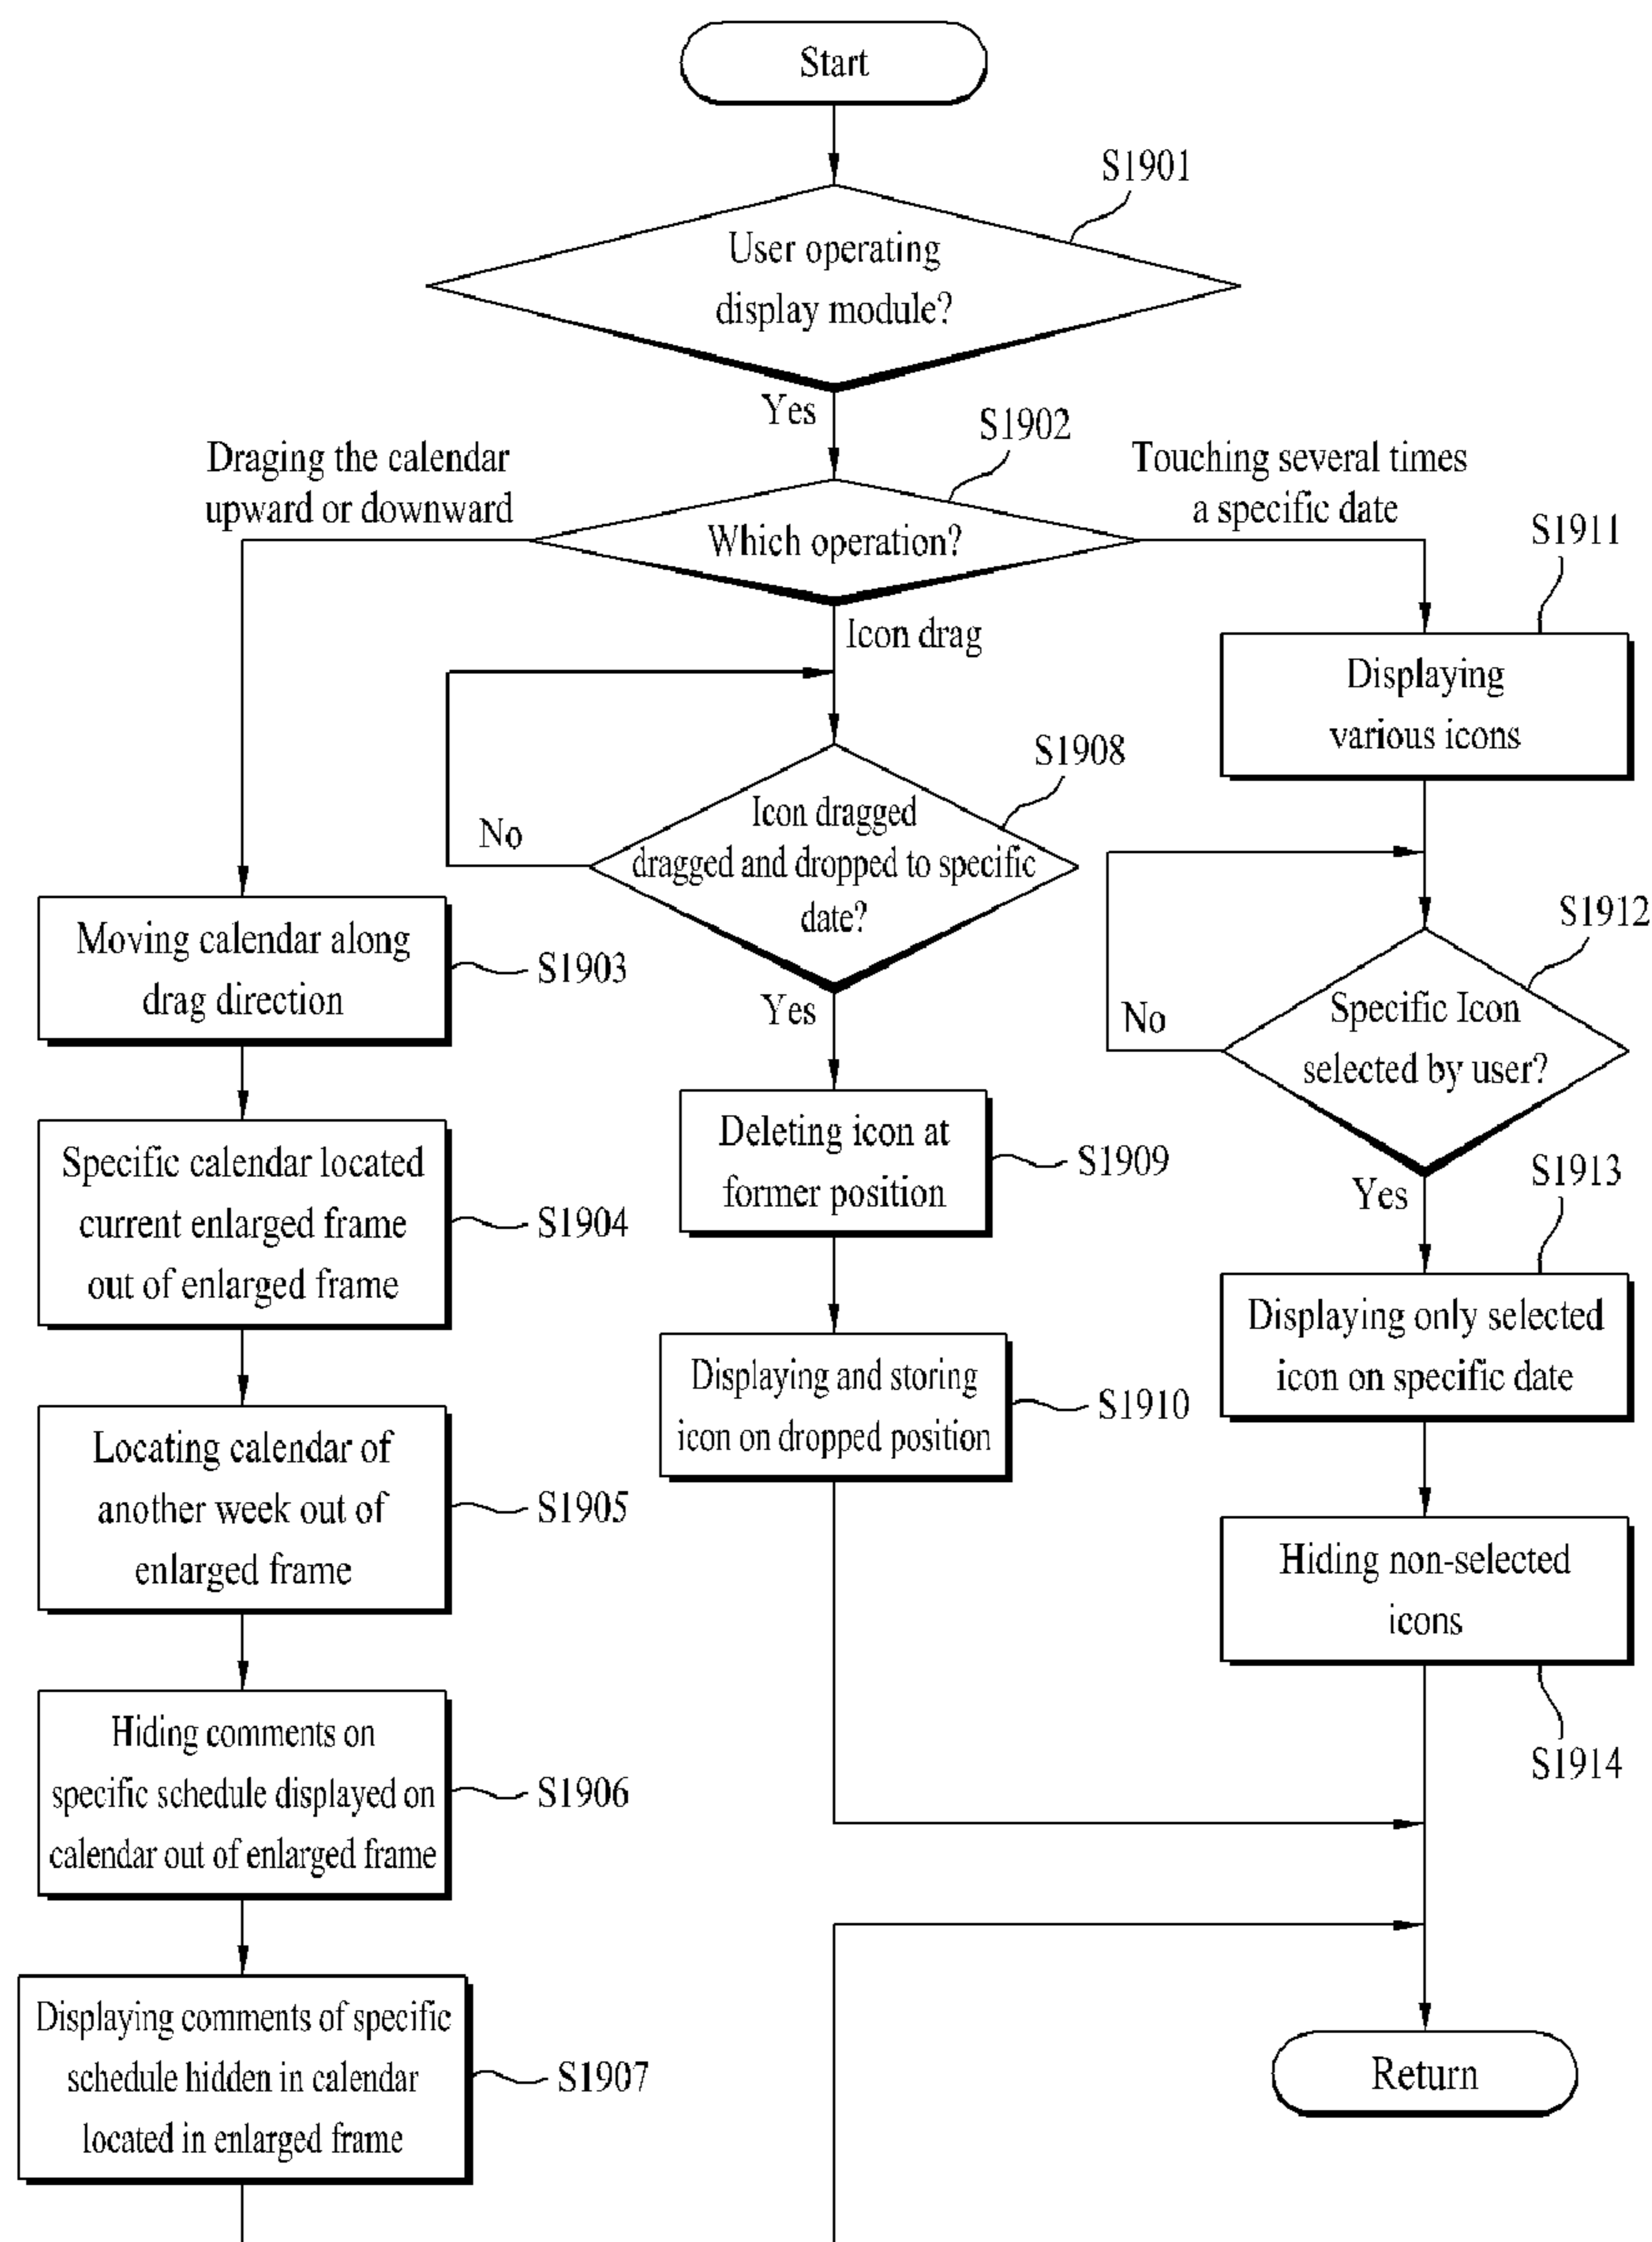 Start
S1901
User operating
display module?
Yes
S1902
Draging the calendar
upward or downward
Touching several times
a specific date
Which operation?
S1911
Icon drag
Displaying
various icons
S1908
Icon dragged
dragged and dropped to specific
date?
No
S1912
Moving calendar along
drag direction
S1903
Yes
Specific Icon
selected by user?
No
Deleting icon at
former position
S1909
Specific calendar located
current enlarged frame
out of enlarged frame
S1904
Yes
S1913
Displaying only selected
icon on specific date
Displaying and storing
icon on dropped position
S1910
Locating calendar of
another week out of
enlarged frame
S1905
Hiding non-selected
icons
S1914
Hiding comments on
specific schedule displayed on
calendar out of enlarged frame
S1906
Displaying comments of specific
schedule hidden in calendar
located in enlarged frame
S1907
Return